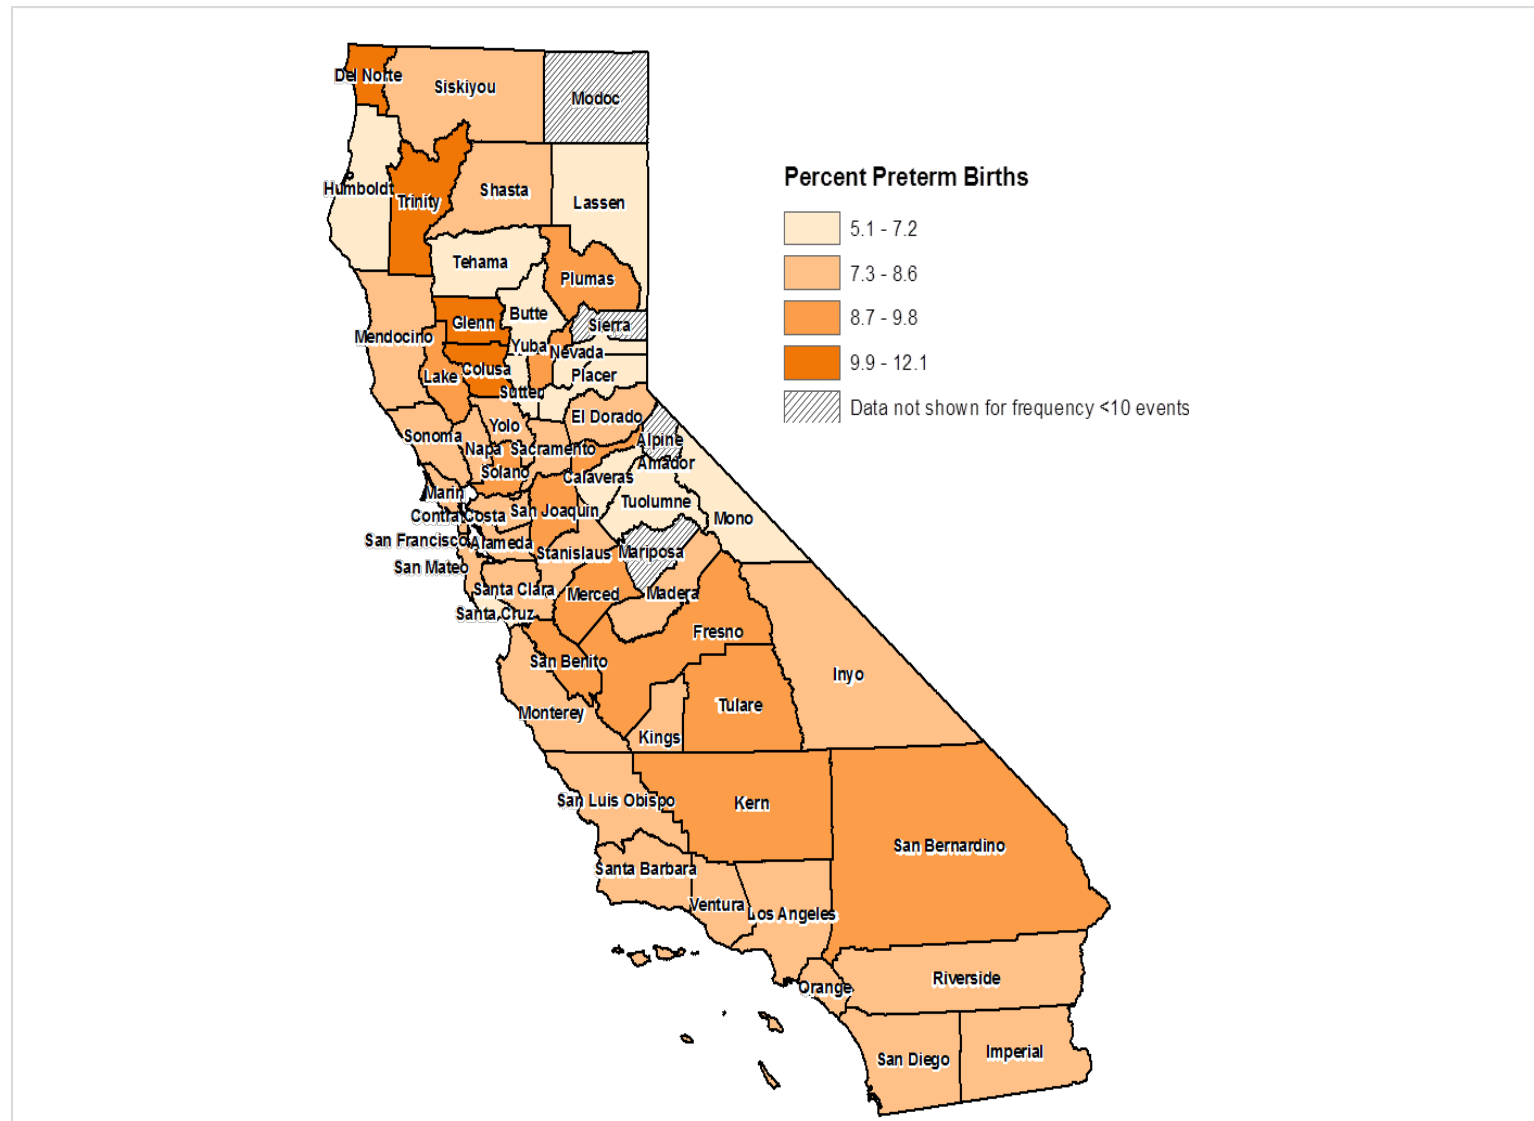 Del Norte
Siskiyou
Modoc
Humboldt
Trinity
Shasta
Lassen
Percent Preterm Births
5.1 - 7.2
7.3 - 8.6
8.7 - 9.8
9.9 - 12.1
Data not shown for frequency <10 events
Tehama
Plumas
Butte
Glenn
Sierra
Mendocino
Yuba
Nevada
Colusa
Lake
Placer
Sutter
El Dorado
Yolo
Sonoma
Alpine
Napa
Sacramento
Amador
Solano
Calaveras
Marin
Tuolumne
Contra Costa
San Joaquin
Mono
San Francisco
Alameda
Stanislaus
Mariposa
San Mateo
Santa Clara
Merced
Madera
Santa Cruz
Fresno
San Benito
Inyo
Tulare
Monterey
Kings
San Luis Obispo
Kern
San Bernardino
Santa Barbara
Ventura
Los Angeles
Orange
Riverside
San Diego
Imperial